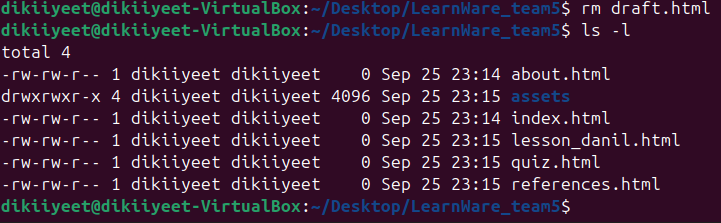 dikiiyeet@dikiiyeet-VirtualBox:~/Desktop/LearnWare_team5$ rm draft.html
dikiiyeet@dikiiyeet-VirtualBox:~/Desktop/LearnWare_team5$ ls -l
total 4
-rw-rw-r-- 1 dikiiyeet dikiiyeet    0 Sep 25 23:14 about.html
drwxrwxr-x 4 dikiiyeet dikiiyeet 4096 Sep 25 23:15 assets
-rw-rw-r-- 1 dikiiyeet dikiiyeet    0 Sep 25 23:14 index.html
-rw-rw-r-- 1 dikiiyeet dikiiyeet    0 Sep 25 23:15 lesson_danil.html
-rw-rw-r-- 1 dikiiyeet dikiiyeet    0 Sep 25 23:15 quiz.html
-rw-rw-r-- 1 dikiiyeet dikiiyeet    0 Sep 25 23:15 references.html
dikiiyeet@dikiiyeet-VirtualBox:~/Desktop/LearnWare_team5$